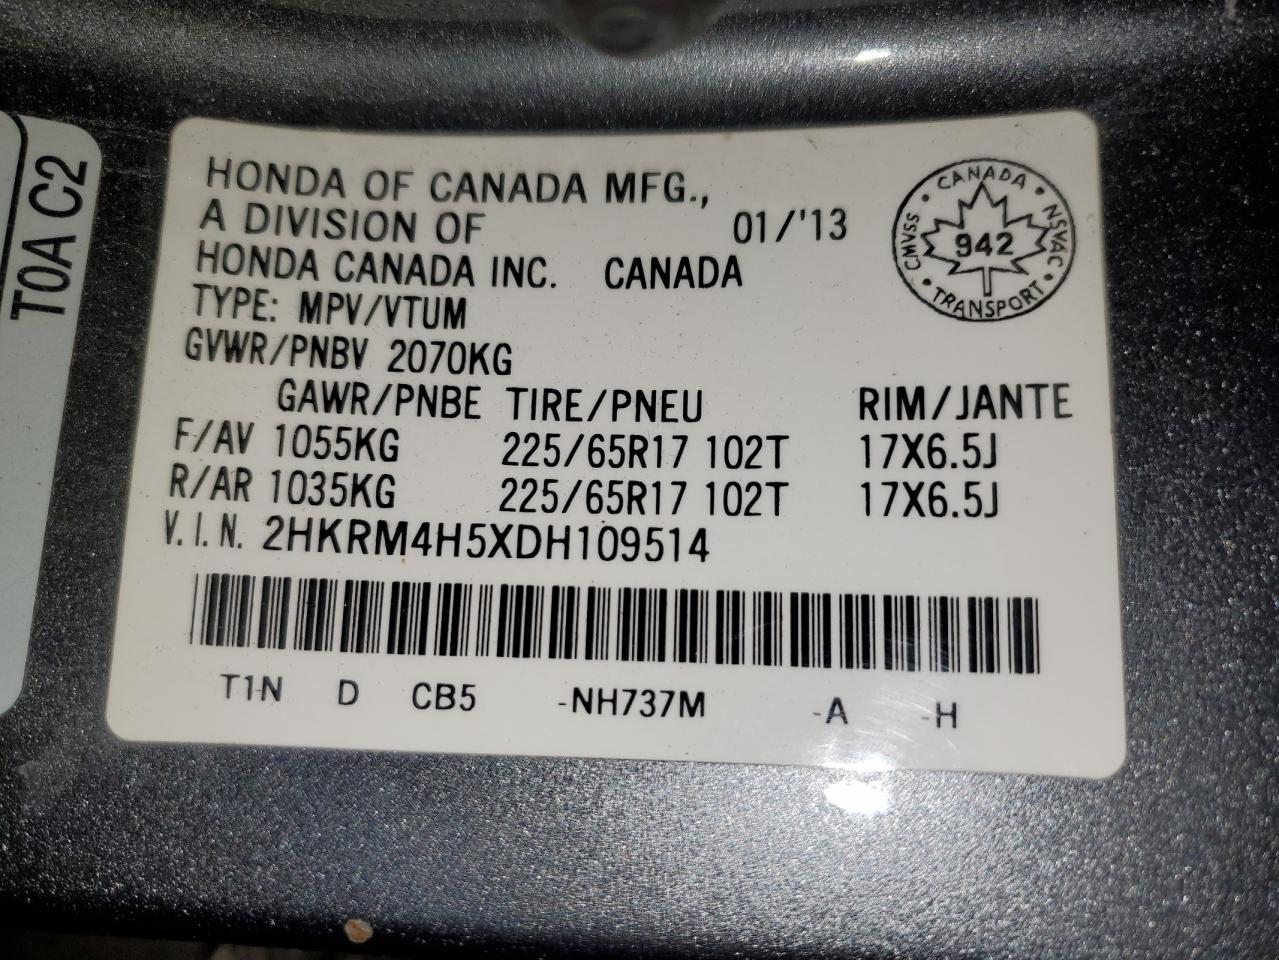 HONDA OF CANADA MFG.,
A DIVISION OF 01/'13
HONDA CANADA INC. CANADA
TYPE: MPV/VTUM
GVWR/PNBV 2070KG
GAWR/PNBE TIRE/PNEU RIM/JANTE
F/AV 1055KG 225/65R17 102T 17X6.5J
R/AR 1035KG 225/65R17 102T 17X6.5J
V.I.N. 2HKRM4H5XDH109514
T1N D CB5 -NH737M -A -H
CANADA • NSVAC • TRANSPORT • CMVSS •
942
T0A C2